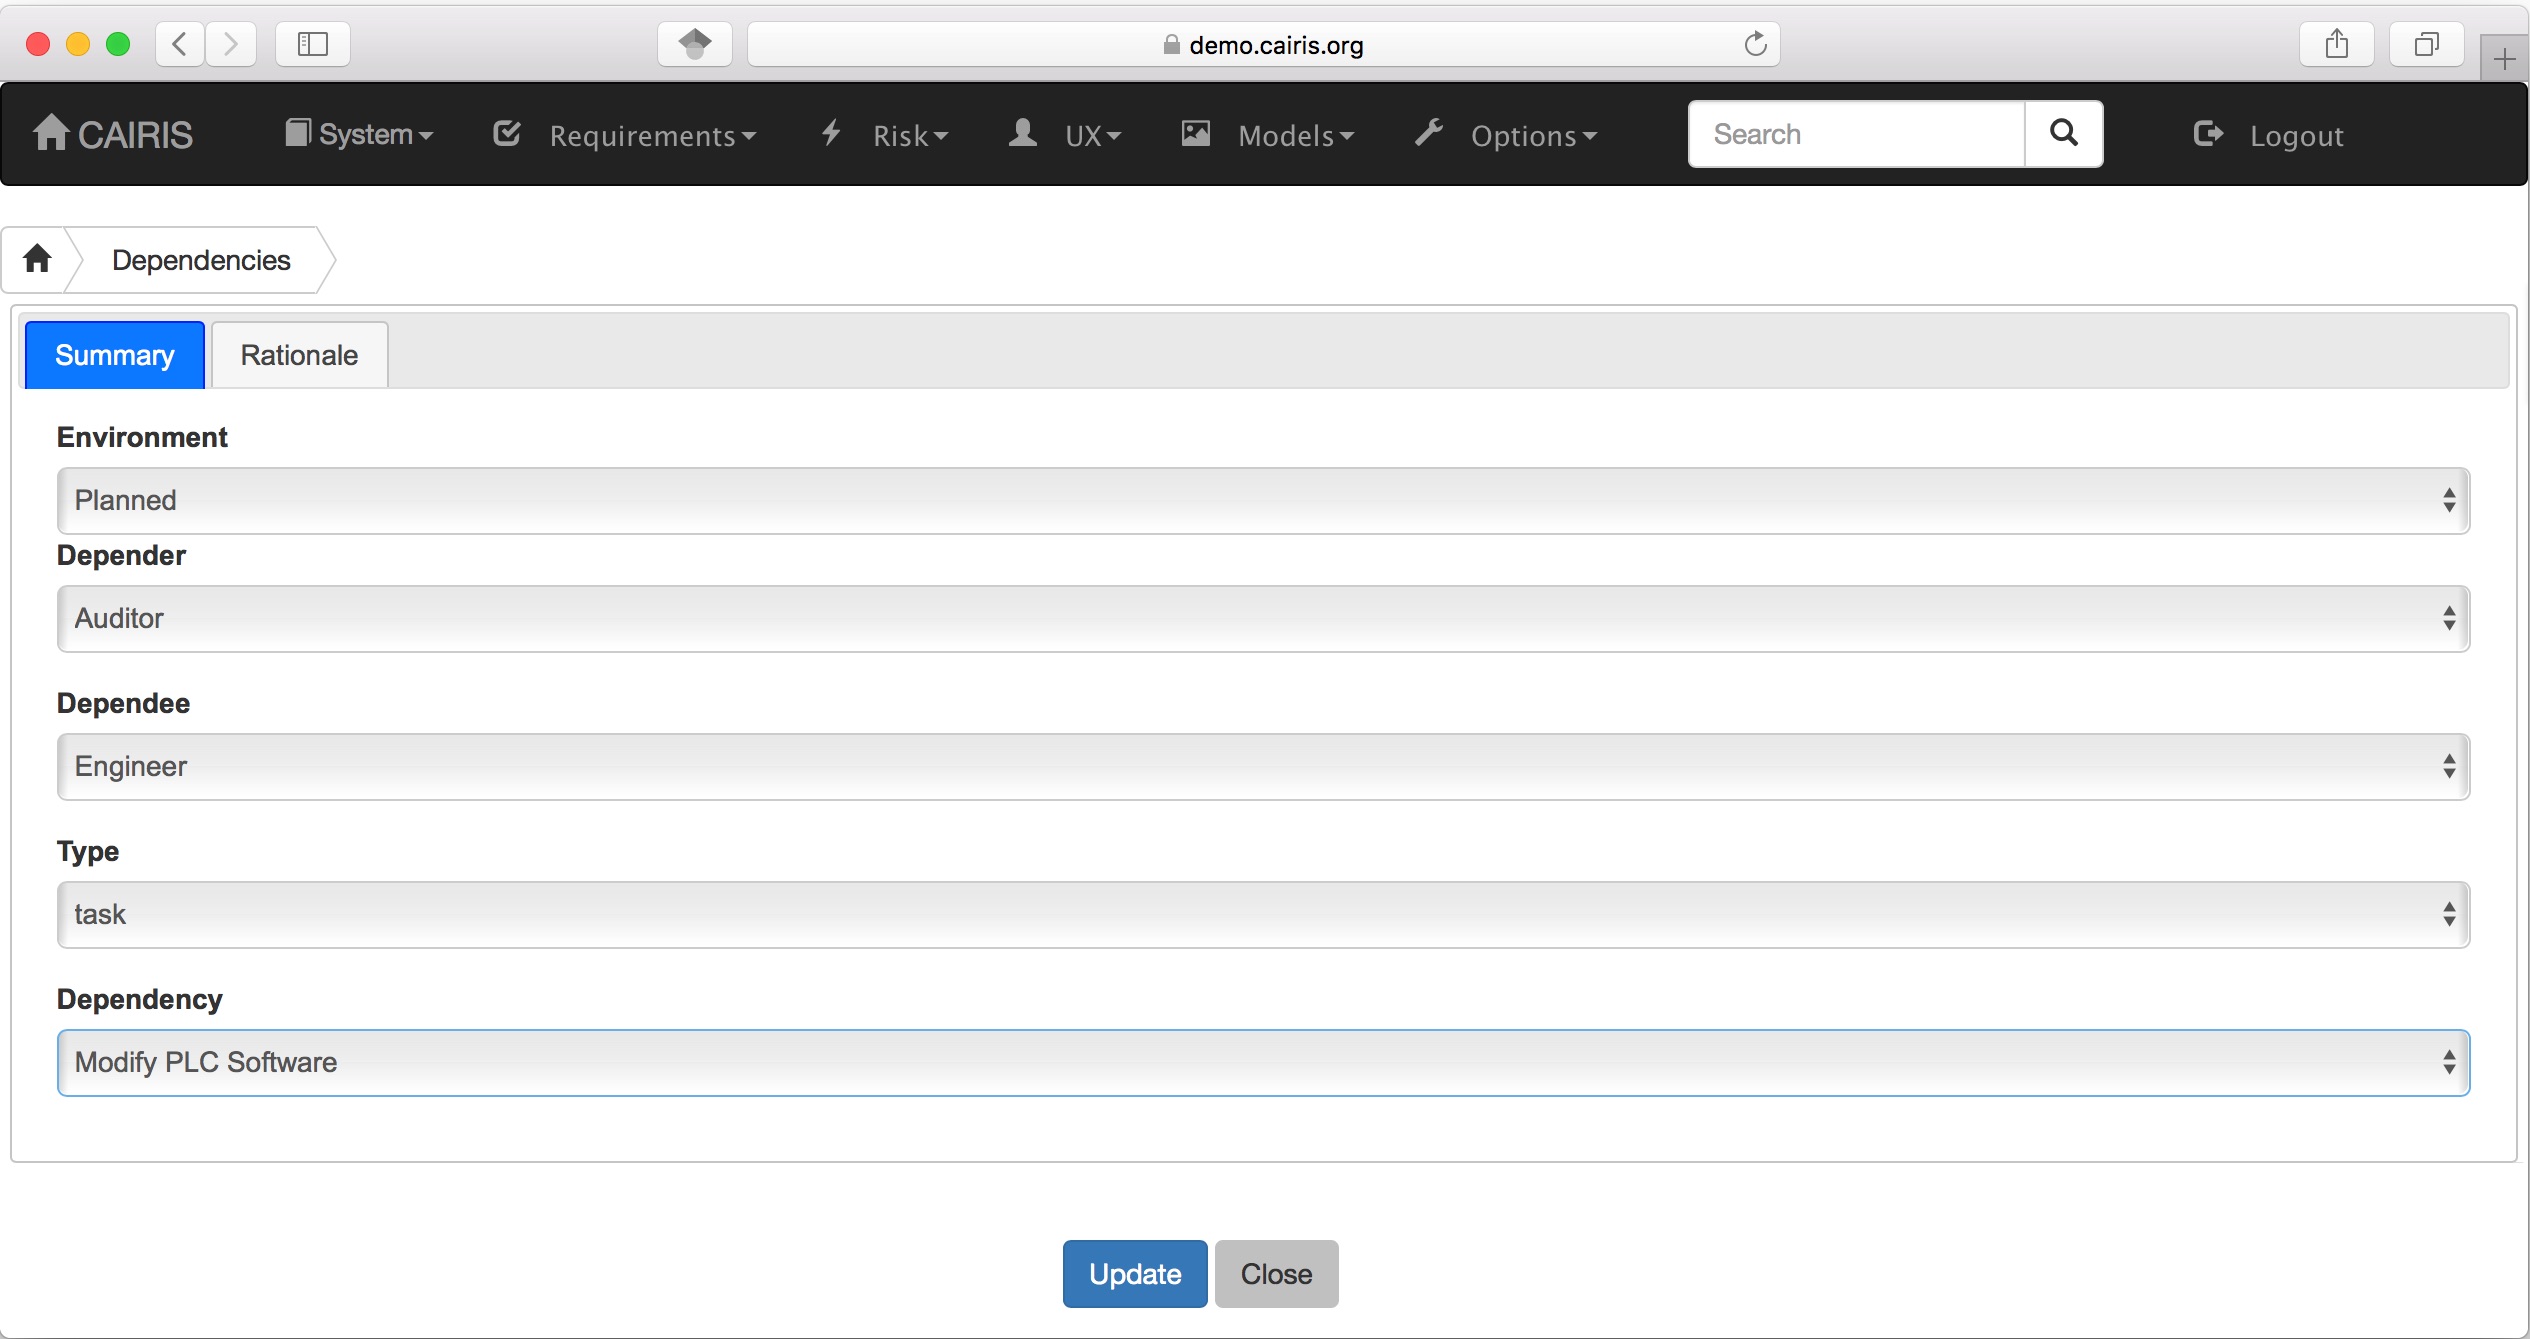 demo.cairis.org
CAIRIS System Requirements Risk UX Models Options Search Logout
Dependencies
Summary Rationale
Environment
Planned
Depender
Auditor
Dependee
Engineer
Type
task
Dependency
Modify PLC Software
Update Close